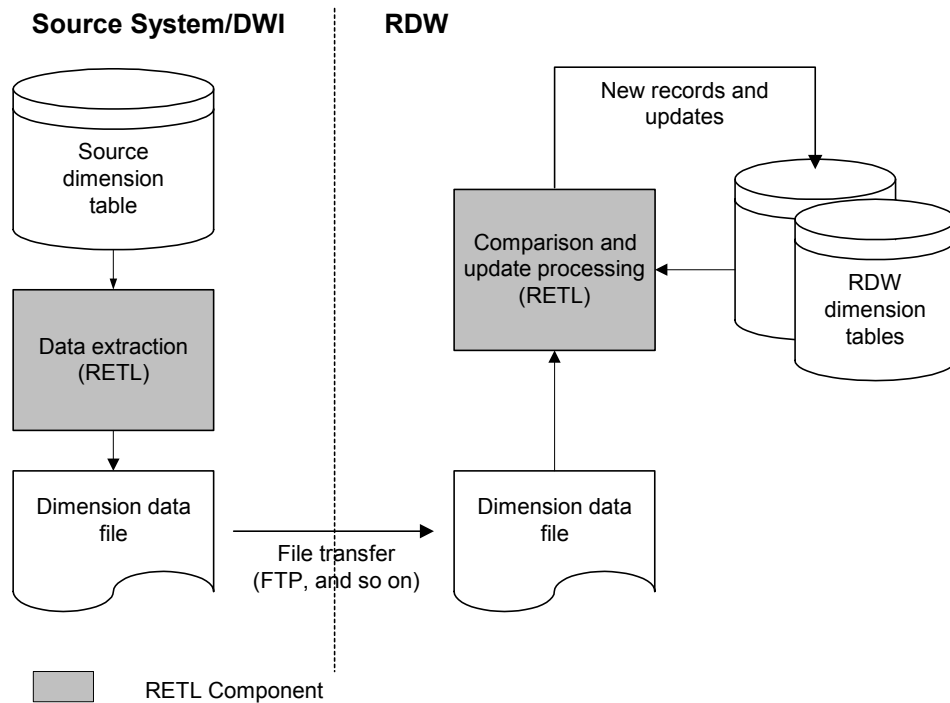 Source System/DWI
RDW
Source
dimension
table
New records and
updates
Comparison and
update processing
(RETL)
RDW
dimension
tables
Data extraction
(RETL)
Dimension data
file
File transfer
(FTP, and so on)
Dimension data
file
RETL Component